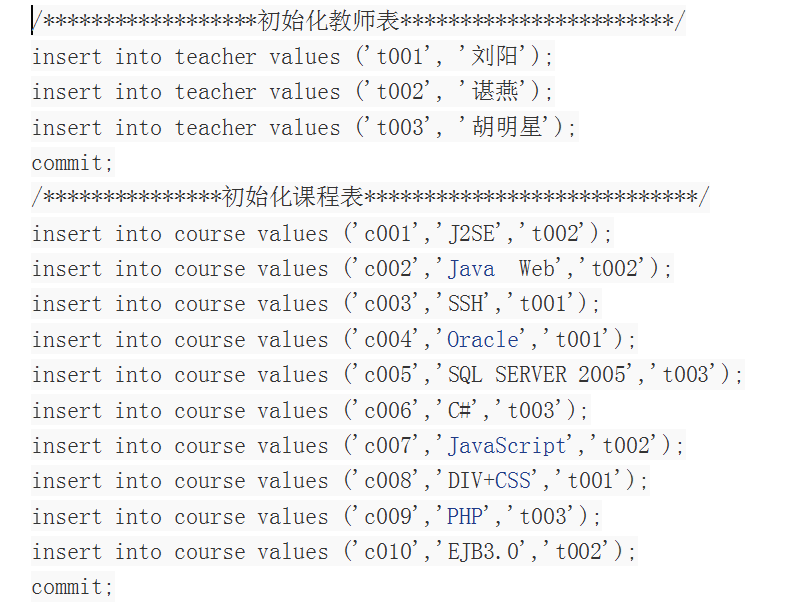 /******************初始化教师表***********************/
insert into teacher values ('t001', '刘阳');
insert into teacher values ('t002', '谌燕');
insert into teacher values ('t003', '胡明星');
commit;
/***************初始化课程表****************************/
insert into course values ('c001','J2SE','t002');
insert into course values ('c002','Java  Web','t002');
insert into course values ('c003','SSH','t001');
insert into course values ('c004','Oracle','t001');
insert into course values ('c005','SQL SERVER 2005','t003');
insert into course values ('c006','C#','t003');
insert into course values ('c007','JavaScript','t002');
insert into course values ('c008','DIV+CSS','t001');
insert into course values ('c009','PHP','t003');
insert into course values ('c010','EJB3.0','t002');
commit;